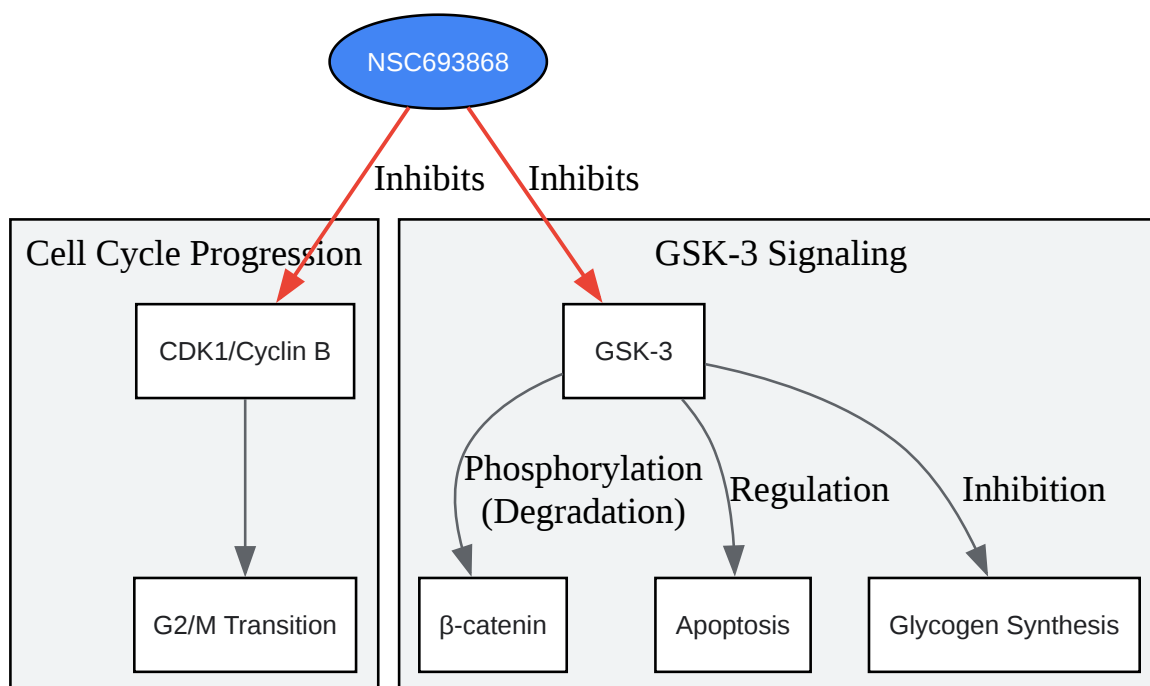 NSC693868
Inhibits
Inhibits
Cell Cycle Progression
GSK-3 Signaling
CDK1/Cyclin B
GSK-3
Phosphorylation
(Degradation)
Regulation
Inhibition
G2/M Transition
β-catenin
Apoptosis
Glycogen Synthesis